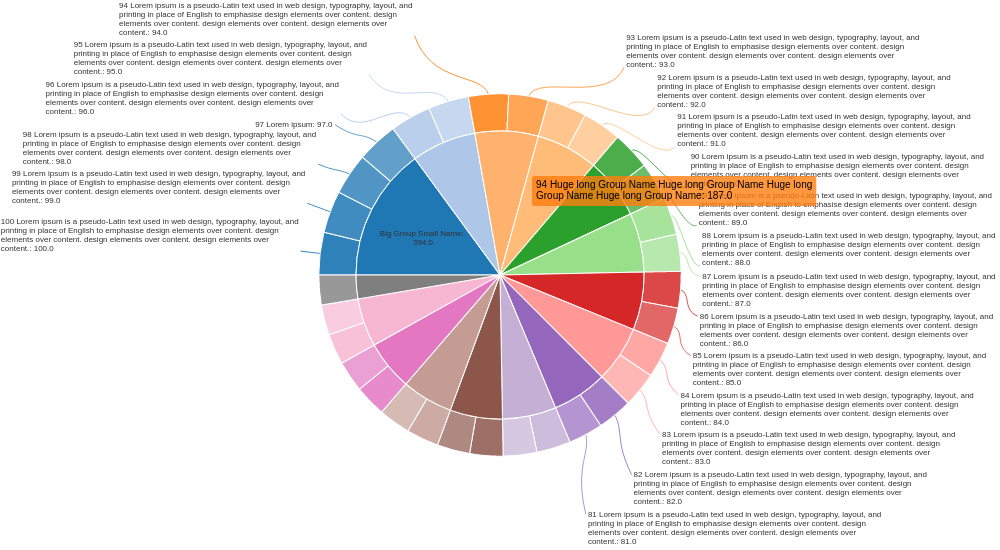 94 Lorem ipsum is a pseudo-Latin text used in web design, typography, layout, and
printing in place of English to emphasise design elements over content. design
elements over content. design elements over content. design elements over
content.: 94.0
95 Lorem ipsum is a pseudo-Latin text used in web design, typography, layout, and
printing in place of English to emphasise design elements over content. design
elements over content. design elements over content. design elements over
content.: 95.0
96 Lorem ipsum is a pseudo-Latin text used in web design, typography, layout, and
printing in place of English to emphasise design elements over content. design
elements over content. design elements over content. design elements over
content.: 96.0
97 Lorem ipsum: 97.0
98 Lorem ipsum is a pseudo-Latin text used in web design, typography, layout, and
printing in place of English to emphasise design elements over content. design
elements over content. design elements over content. design elements over
content.: 98.0
99 Lorem ipsum is a pseudo-Latin text used in web design, typography, layout, and
printing in place of English to emphasise design elements over content. design
elements over content. design elements over content. design elements over
content.: 99.0
100 Lorem ipsum is a pseudo-Latin text used in web design, typography, layout, and
printing in place of English to emphasise design elements over content. design
elements over content. design elements over content. design elements over
content.: 100.0
Big Group Small Name:
394.0
93 Lorem ipsum is a pseudo-Latin text used in web design, typography, layout, and
printing in place of English to emphasise design elements over content. design
elements over content. design elements over content. design elements over
content.: 93.0
92 Lorem ipsum is a pseudo-Latin text used in web design, typography, layout, and
printing in place of English to emphasise design elements over content. design
elements over content. design elements over content. design elements over
content.: 92.0
91 Lorem ipsum is a pseudo-Latin text used in web design, typography, layout, and
printing in place of English to emphasise design elements over content. design
elements over content. design elements over content. design elements over
content.: 91.0
90 Lorem ipsum is a pseudo-Latin text used in web design, typography, layout, and
printing in place of English to emphasise design elements over content. design
elements over content. design elements over content. design elements over
94 Huge long Group Name Huge long Group Name Huge long
Group Name Huge long Group Name: 187.0
text used in web design, typography, layout, and
printing in place of English to emphasise design elements over content. design
elements over content. design elements over content. design elements over
content.: 89.0
88 Lorem ipsum is a pseudo-Latin text used in web design, typography, layout, and
printing in place of English to emphasise design elements over content. design
elements over content. design elements over content. design elements over
content.: 88.0
87 Lorem ipsum is a pseudo-Latin text used in web design, typography, layout, and
printing in place of English to emphasise design elements over content. design
elements over content. design elements over content. design elements over
content.: 87.0
86 Lorem ipsum is a pseudo-Latin text used in web design, typography, layout, and
printing in place of English to emphasise design elements over content. design
elements over content. design elements over content. design elements over
content.: 86.0
85 Lorem ipsum is a pseudo-Latin text used in web design, typography, layout, and
printing in place of English to emphasise design elements over content. design
elements over content. design elements over content. design elements over
content.: 85.0
84 Lorem ipsum is a pseudo-Latin text used in web design, typography, layout, and
printing in place of English to emphasise design elements over content. design
elements over content. design elements over content. design elements over
content.: 84.0
83 Lorem ipsum is a pseudo-Latin text used in web design, typography, layout, and
printing in place of English to emphasise design elements over content. design
elements over content. design elements over content. design elements over
content.: 83.0
82 Lorem ipsum is a pseudo-Latin text used in web design, typography, layout, and
printing in place of English to emphasise design elements over content. design
elements over content. design elements over content. design elements over
content.: 82.0
81 Lorem ipsum is a pseudo-Latin text used in web design, typography, layout, and
printing in place of English to emphasise design elements over content. design
elements over content. design elements over content. design elements over
content.: 81.0